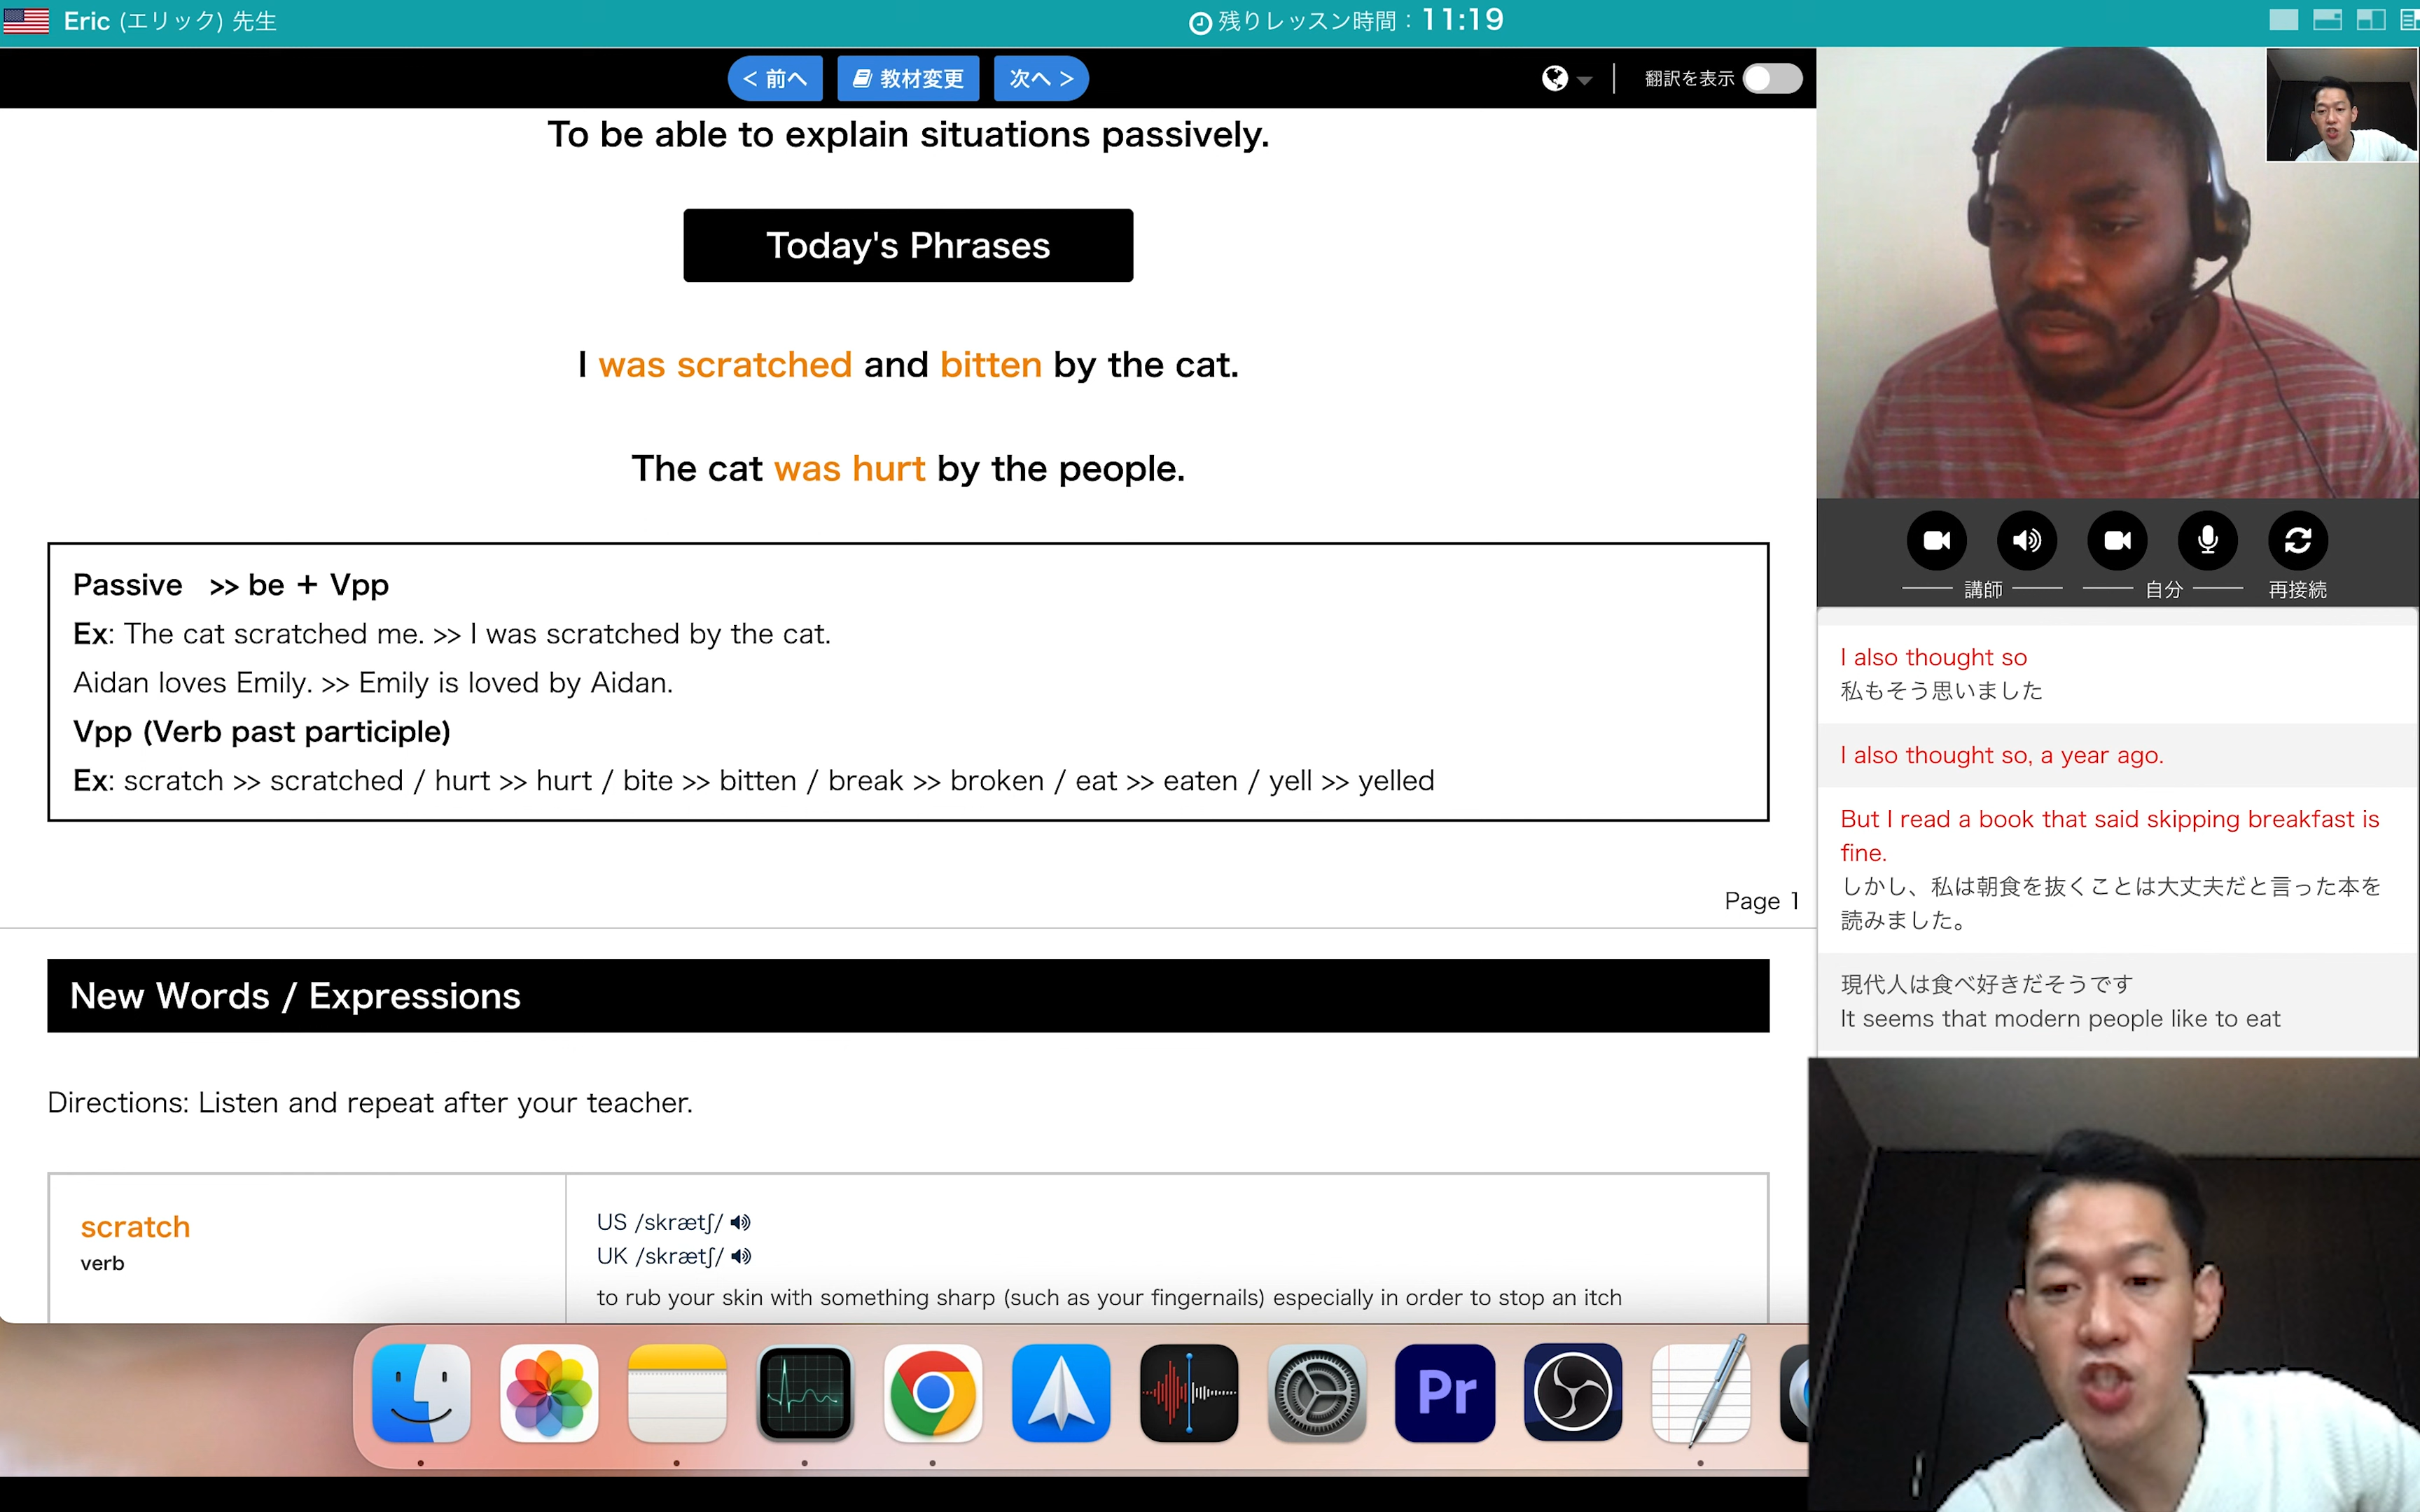 Eric (エリック) 先生
残りレッスン時間 : 11:19
< 前へ
教材変更
次へ >
翻訳を表示
To be able to explain situations passively.
Today's Phrases
I was scratched and bitten by the cat.
The cat was hurt by the people.
Passive >> be + Vpp
Ex: The cat scratched me. >> I was scratched by the cat.
Aidan loves Emily. >> Emily is loved by Aidan.
Vpp (Verb past participle)
Ex: scratch >> scratched / hurt >> hurt / bite >> bitten / break >> broken / eat >> eaten / yell >> yelled
Page 1
New Words / Expressions
Directions: Listen and repeat after your teacher.
scratch
verb
US /skrætʃ/
UK /skrætʃ/
to rub your skin with something sharp (such as your fingernails) especially in order to stop an itch
講師
自分
再接続
I also thought so
私もそう思いました
I also thought so, a year ago.
But I read a book that said skipping breakfast is
fine.
しかし、私は朝食を抜くことは大丈夫だと言った本を
読みました。
現代人は食べ好きだそうです
It seems that modern people like to eat
Pr